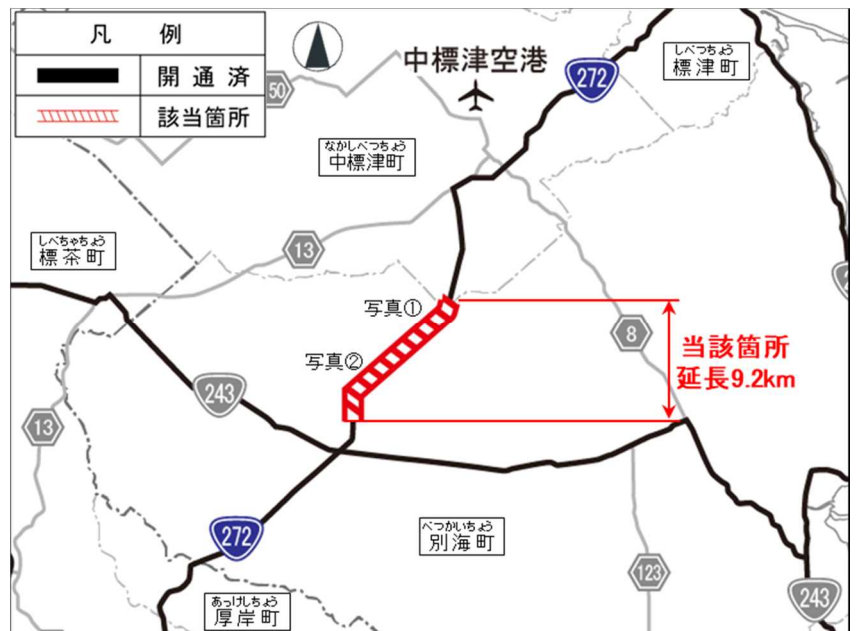 凡 例
開通済
該当箇所
50
中標津空港
272
しべつちょう
標津町
なかしべつちょう
中標津町
しべちゃちょう
標茶町
13
写真①
写真②
8
当該箇所
延長9.2km
243
13
272
べつかいちょう
別海町
123
243
あっけしちょう
厚岸町